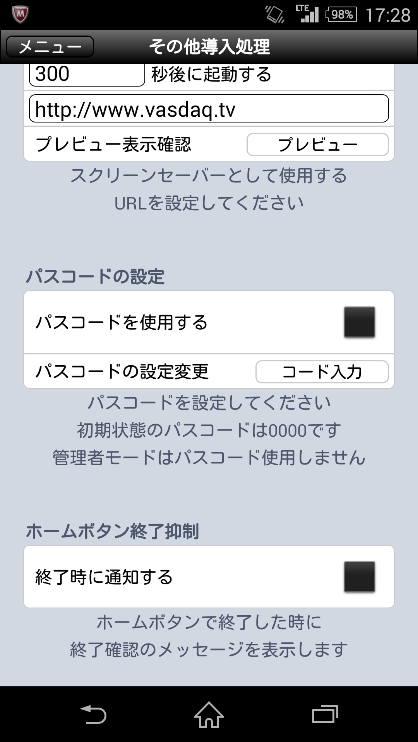 LTE 98% 17:28
メニュー その他導入処理
300 秒後に起動する
http://www.vasdaq.tv
プレビュー表示確認 プレビュー
スクリーンセーバーとして使用する
URLを設定してください
パスコードの設定
パスコードを使用する
パスコードの設定変更 コード入力
パスコードを設定してください
初期状態のパスコードは0000です
管理者モードはパスコード使用しません
ホームボタン終了抑制
終了時に通知する
ホームボタンで終了した時に
終了確認のメッセージを表示します